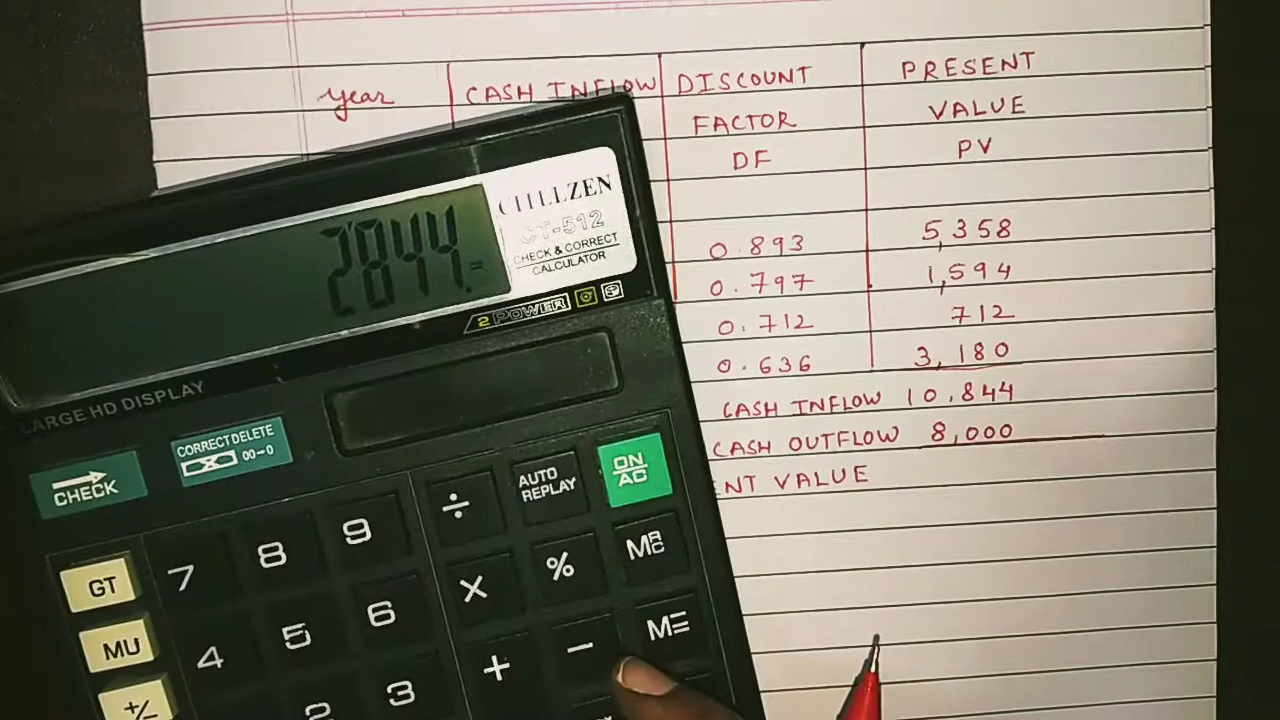 year CASH INFLOW DISCOUNT PRESENT
FACTOR VALUE
DF PV
0.893 5,358
0.797 1,594
0.712 712
0.636 3,180
CASH INFLOW 10,844
CASH OUTFLOW 8,000
ENT VALUE
2844.=
CHILLZEN
CT-512
CHECK & CORRECT
CALCULATOR
2 POWER
LARGE HD DISPLAY
CHECK
CORRECT DELETE
00→0
ON/AC
AUTO REPLAY
÷
GT 7 8 9 × % MRC
MU 4 5 6 + − M=
+/- 2 3